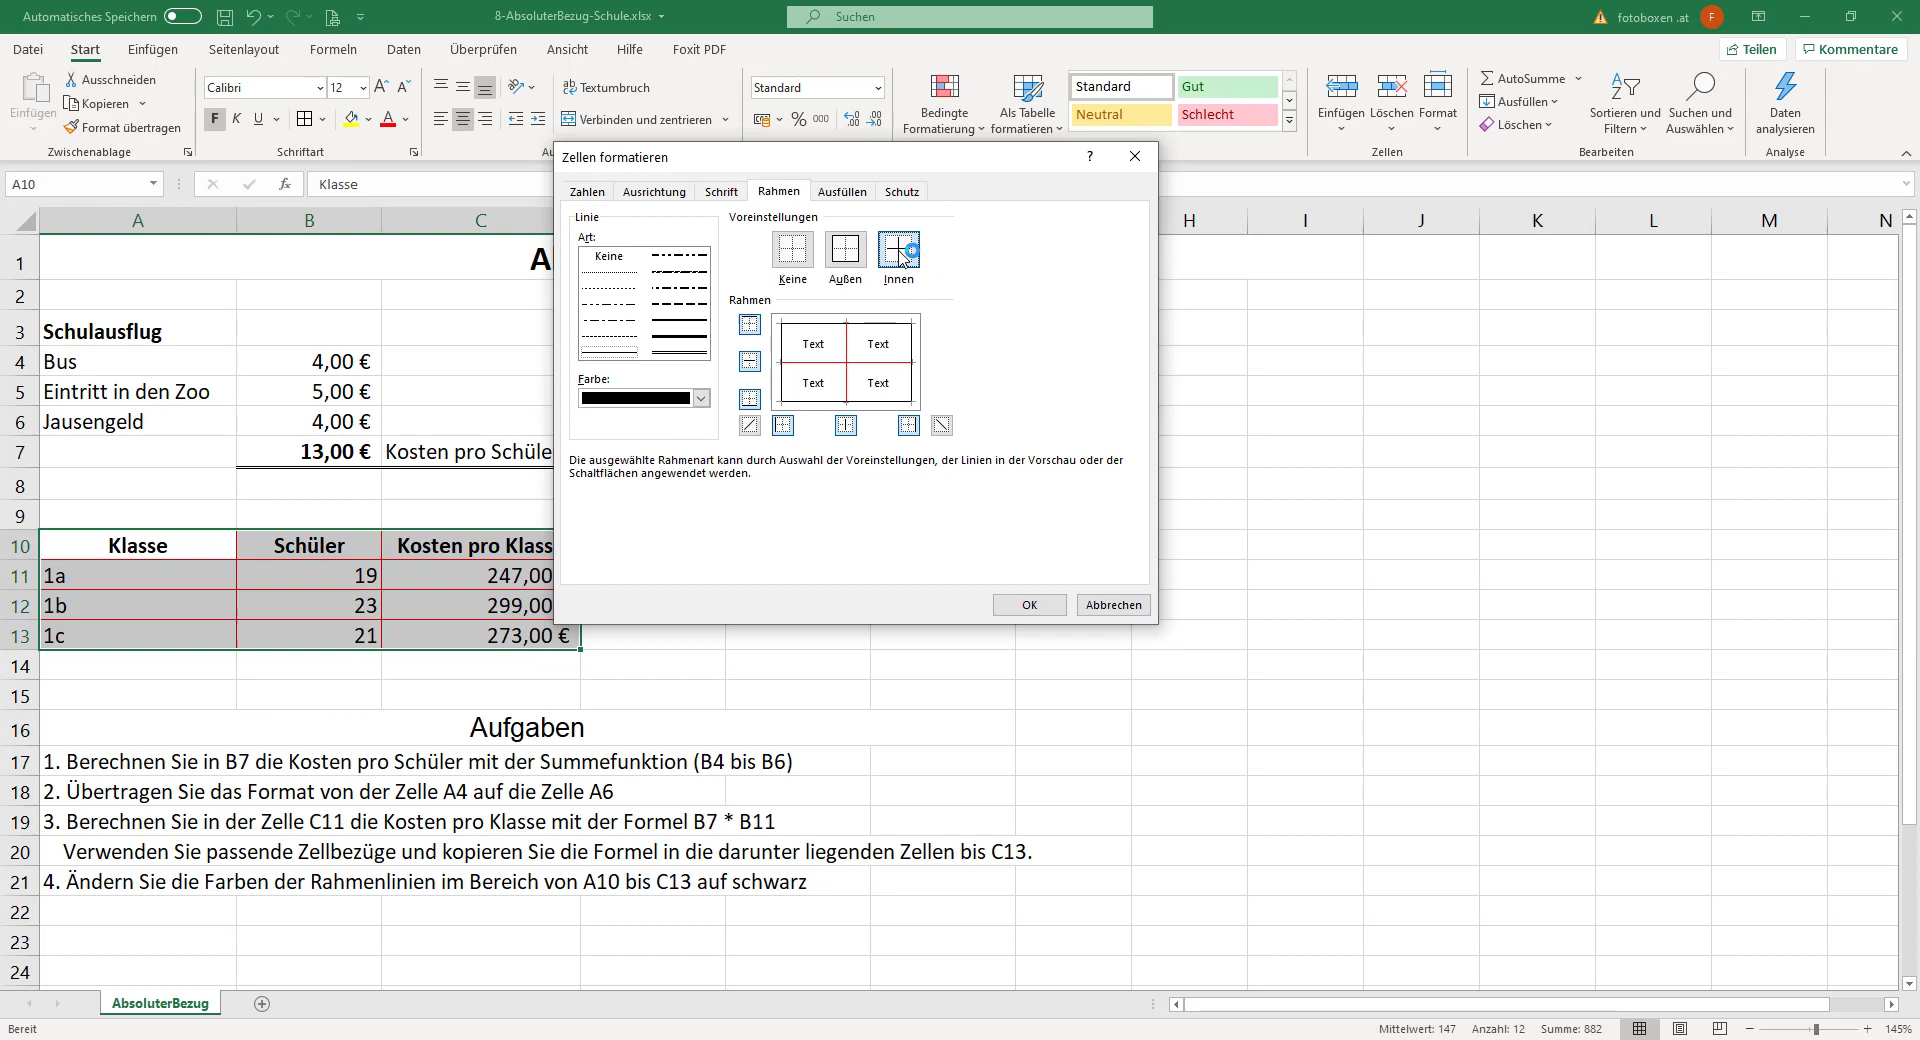 Automatisches Speichern
8-AbsoluterBezug-Schule.xlsx
Suchen
fotoboxen .at
F
Datei
Start
Einfügen
Seitenlayout
Formeln
Daten
Überprüfen
Ansicht
Hilfe
Foxit PDF
Teilen
Kommentare
Einfügen
Ausschneiden
Kopieren
Format übertragen
Zwischenablage
Calibri
12
F K U
Schriftart
Textumbruch
Verbinden und zentrieren
Standard
% 000
Bedingte Formatierung
Als Tabelle formatieren
Standard
Gut
Neutral
Schlecht
Einfügen
Löschen
Format
Zellen
AutoSumme
Ausfüllen
Löschen
Sortieren und Filtern
Suchen und Auswählen
Bearbeiten
Daten analysieren
Analyse
A10
fx
Klasse
A B C H I J K L M N
1
2
3 Schulausflug
4 Bus 4,00 €
5 Eintritt in den Zoo 5,00 €
6 Jausengeld 4,00 €
7 13,00 € Kosten pro Schüle
8
9
10 Klasse Schüler Kosten pro Klass
11 1a 19 247,00
12 1b 23 299,00
13 1c 21 273,00 €
14
15
16 Aufgaben
17 1. Berechnen Sie in B7 die Kosten pro Schüler mit der Summefunktion (B4 bis B6)
18 2. Übertragen Sie das Format von der Zelle A4 auf die Zelle A6
19 3. Berechnen Sie in der Zelle C11 die Kosten pro Klasse mit der Formel B7 * B11
20 Verwenden Sie passende Zellbezüge und kopieren Sie die Formel in die darunter liegenden Zellen bis C13.
21 4. Ändern Sie die Farben der Rahmenlinien im Bereich von A10 bis C13 auf schwarz
22
23
24
Zellen formatieren
?
Zahlen
Ausrichtung
Schrift
Rahmen
Ausfüllen
Schutz
Linie
Art:
Keine
Farbe:
Voreinstellungen
Keine
Außen
Innen
Rahmen
Text Text
Text Text
Die ausgewählte Rahmenart kann durch Auswahl der Voreinstellungen, der Linien in der Vorschau oder der
Schaltflächen angewendet werden.
OK
Abbrechen
AbsoluterBezug
Bereit
Mittelwert: 147
Anzahl: 12
Summe: 882
145%